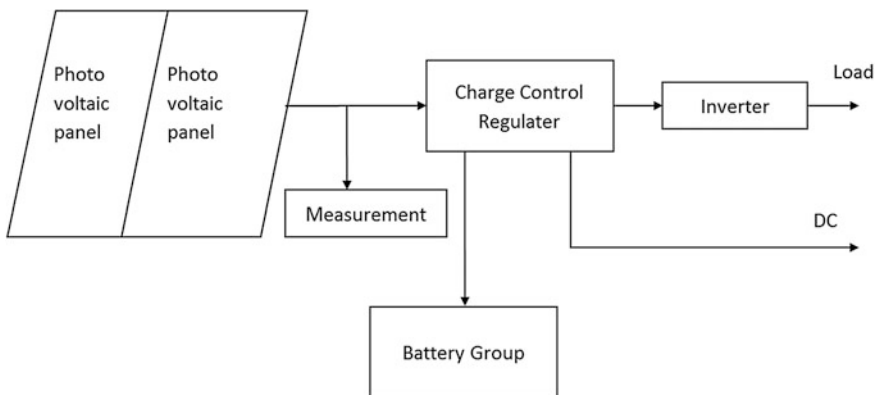 Photo
voltaic
panel
Photo
voltaic
panel
Charge Control
Regulater
Inverter
Load
Measurement
DC
Battery Group